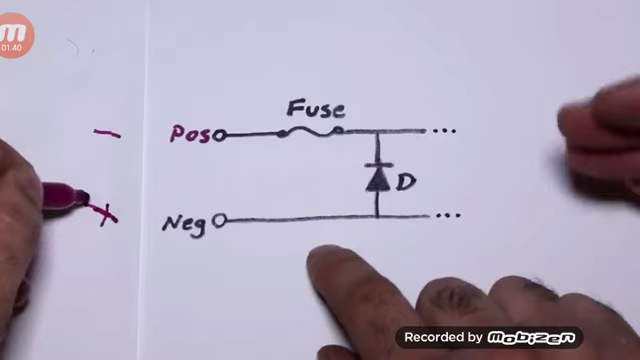 m
01:40
Fuse
−
Pos
...
D
+
Neg
...
Recorded by mobizen